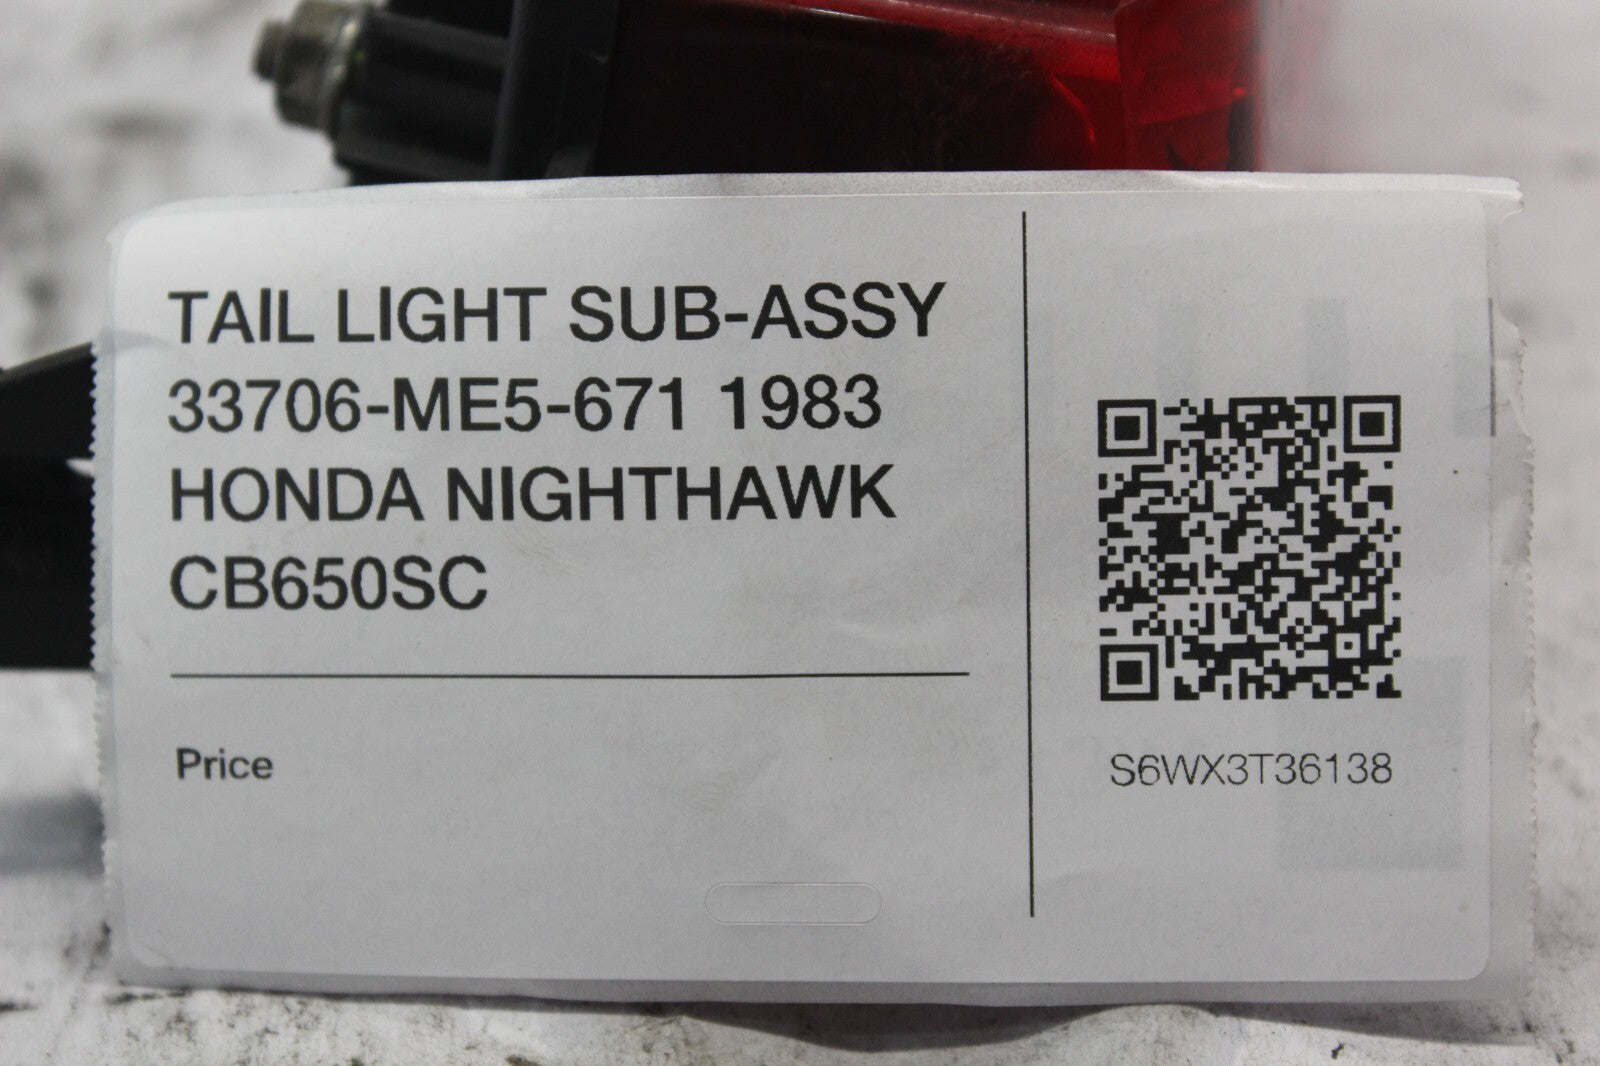 TAIL LIGHT SUB-ASSY
33706-ME5-671 1983
HONDA NIGHTHAWK
CB650SC
Price
S6WX3T36138